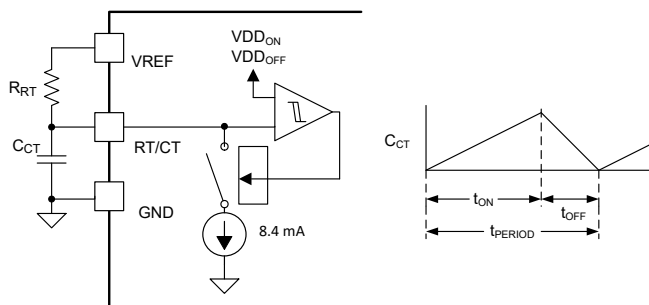 VDD_ON
VDD_OFF
VREF
R_RT
C_CT
RT/CT
GND
8.4 mA
C_CT
t_ON
t_OFF
t_PERIOD